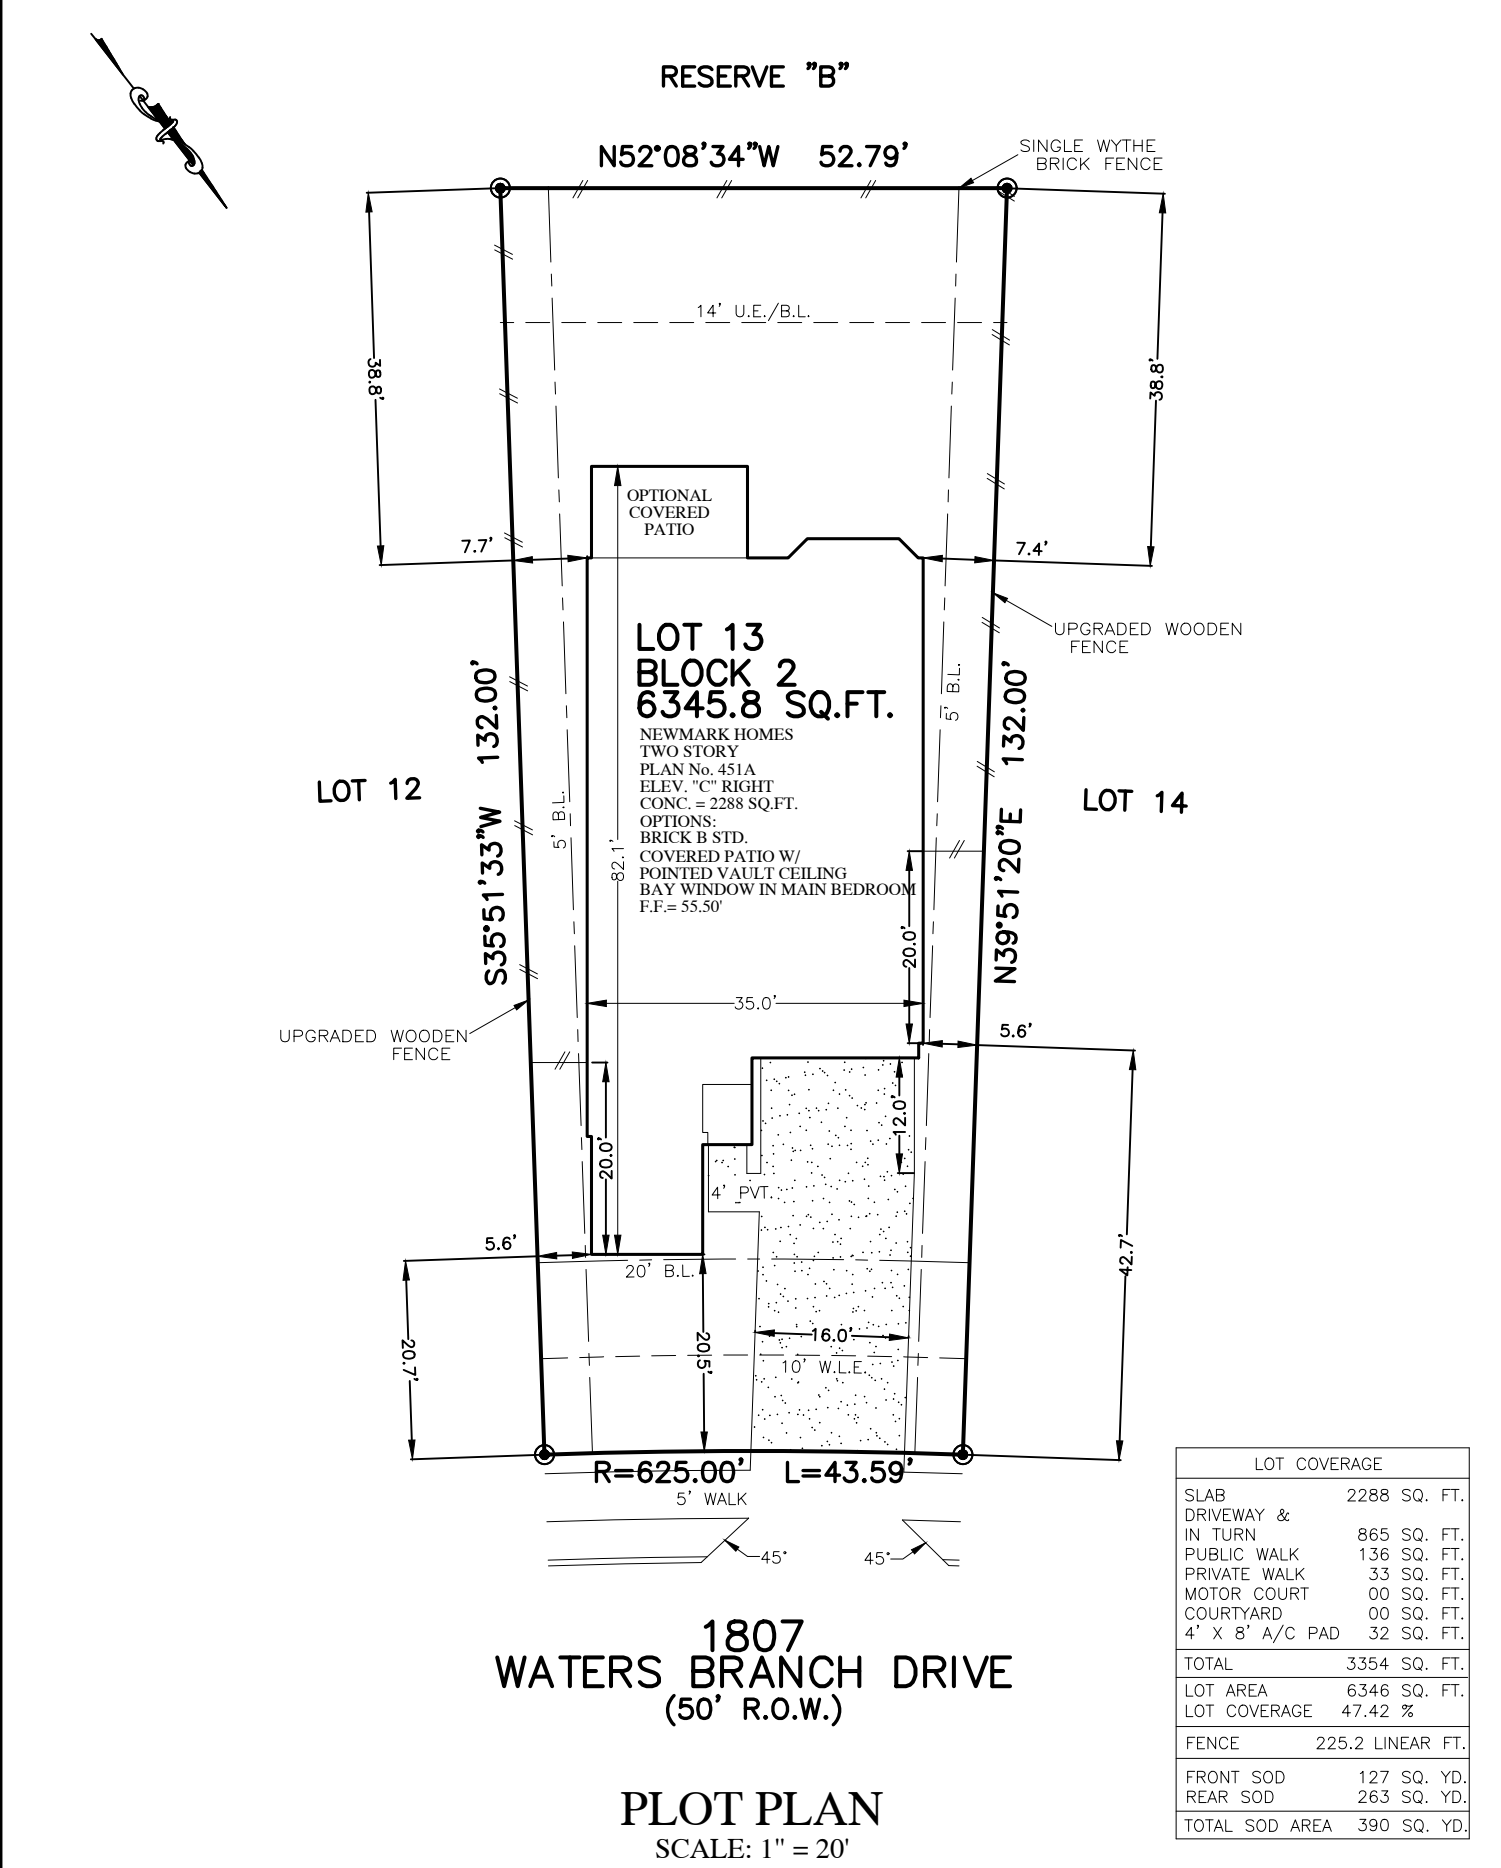 RESERVE "B"
N52°08'34"W 52.79'
SINGLE WYTHE
BRICK FENCE
14' U.E./B.L.
38.8'
38.8'
OPTIONAL
COVERED
PATIO
7.7'
7.4'
UPGRADED WOODEN
FENCE
LOT 13
BLOCK 2
6345.8 SQ.FT.
NEWMARK HOMES
TWO STORY
PLAN No. 451A
ELEV. "C" RIGHT
CONC. = 2288 SQ.FT.
OPTIONS:
BRICK B STD.
COVERED PATIO W/
POINTED VAULT CEILING
BAY WINDOW IN MAIN BEDROOM
F.F.= 55.50'
S35°51'33"W 132.00'
N39°51'20"E 132.00'
LOT 12
LOT 14
5' B.L.
5' B.L.
82.1'
20.0'
35.0'
5.6'
UPGRADED WOODEN
FENCE
20.0'
12.0'
4' PVT.
5.6'
20' B.L.
42.7'
20.7'
20.5'
16.0'
10' W.L.E.
R=625.00' L=43.59'
5' WALK
45°
45°
1807
WATERS BRANCH DRIVE
(50' R.O.W.)
PLOT PLAN
SCALE: 1" = 20'
LOT COVERAGE
SLAB 2288 SQ. FT.
DRIVEWAY &
IN TURN 865 SQ. FT.
PUBLIC WALK 136 SQ. FT.
PRIVATE WALK 33 SQ. FT.
MOTOR COURT 00 SQ. FT.
COURTYARD 00 SQ. FT.
4' X 8' A/C PAD 32 SQ. FT.
TOTAL 3354 SQ. FT.
LOT AREA 6346 SQ. FT.
LOT COVERAGE 47.42 %
FENCE 225.2 LINEAR FT.
FRONT SOD 127 SQ. YD.
REAR SOD 263 SQ. YD.
TOTAL SOD AREA 390 SQ. YD.